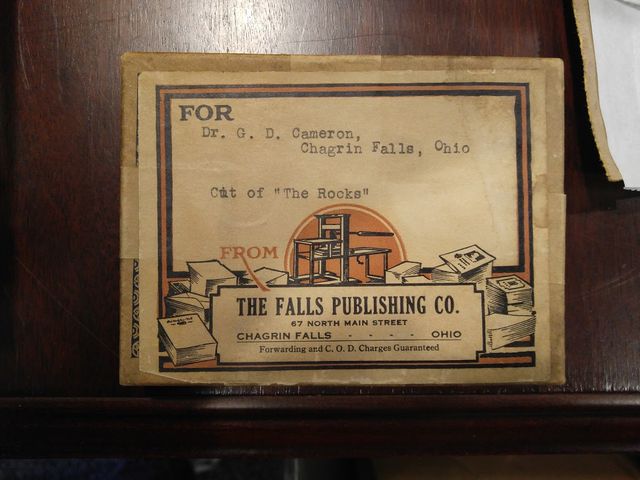 FOR
Dr. G. D. Cameron,
Chagrin Falls, Ohio
Cut of "The Rocks"
FROM
THE FALLS PUBLISHING CO.
67 NORTH MAIN STREET
CHAGRIN FALLS - - - - OHIO
Forwarding and C. O. D. Charges Guaranteed